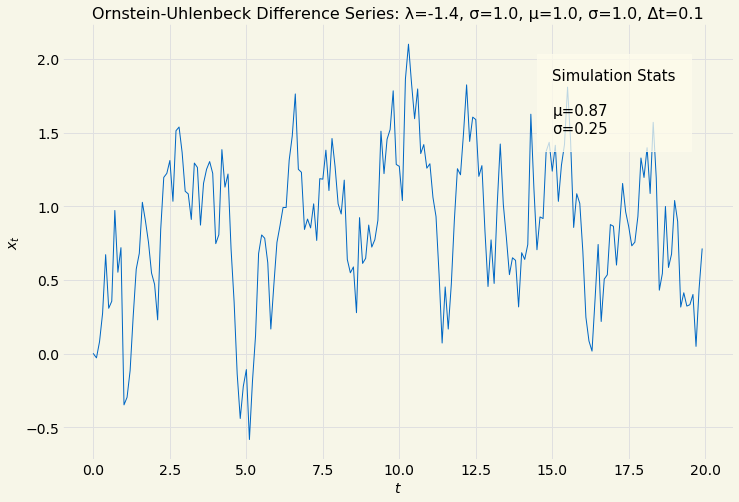 Ornstein-Uhlenbeck Difference Series: λ=-1.4, σ=1.0, μ=1.0, σ=1.0, Δt=0.1
Simulation Stats
μ=0.87
σ=0.25
2.0
1.5
1.0
0.5
0.0
−0.5
xₜ
0.0 2.5 5.0 7.5 10.0 12.5 15.0 17.5 20.0
t